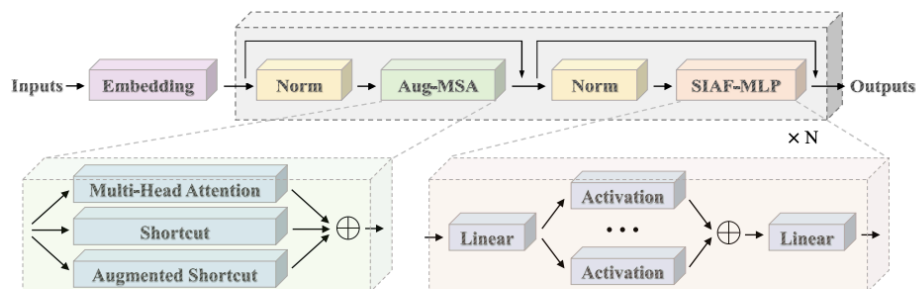 Inputs
Embedding
Norm
Aug-MSA
Norm
SIAF-MLP
Outputs
× N
Multi-Head Attention
Shortcut
Augmented Shortcut
Linear
Activation
•••
Activation
Linear